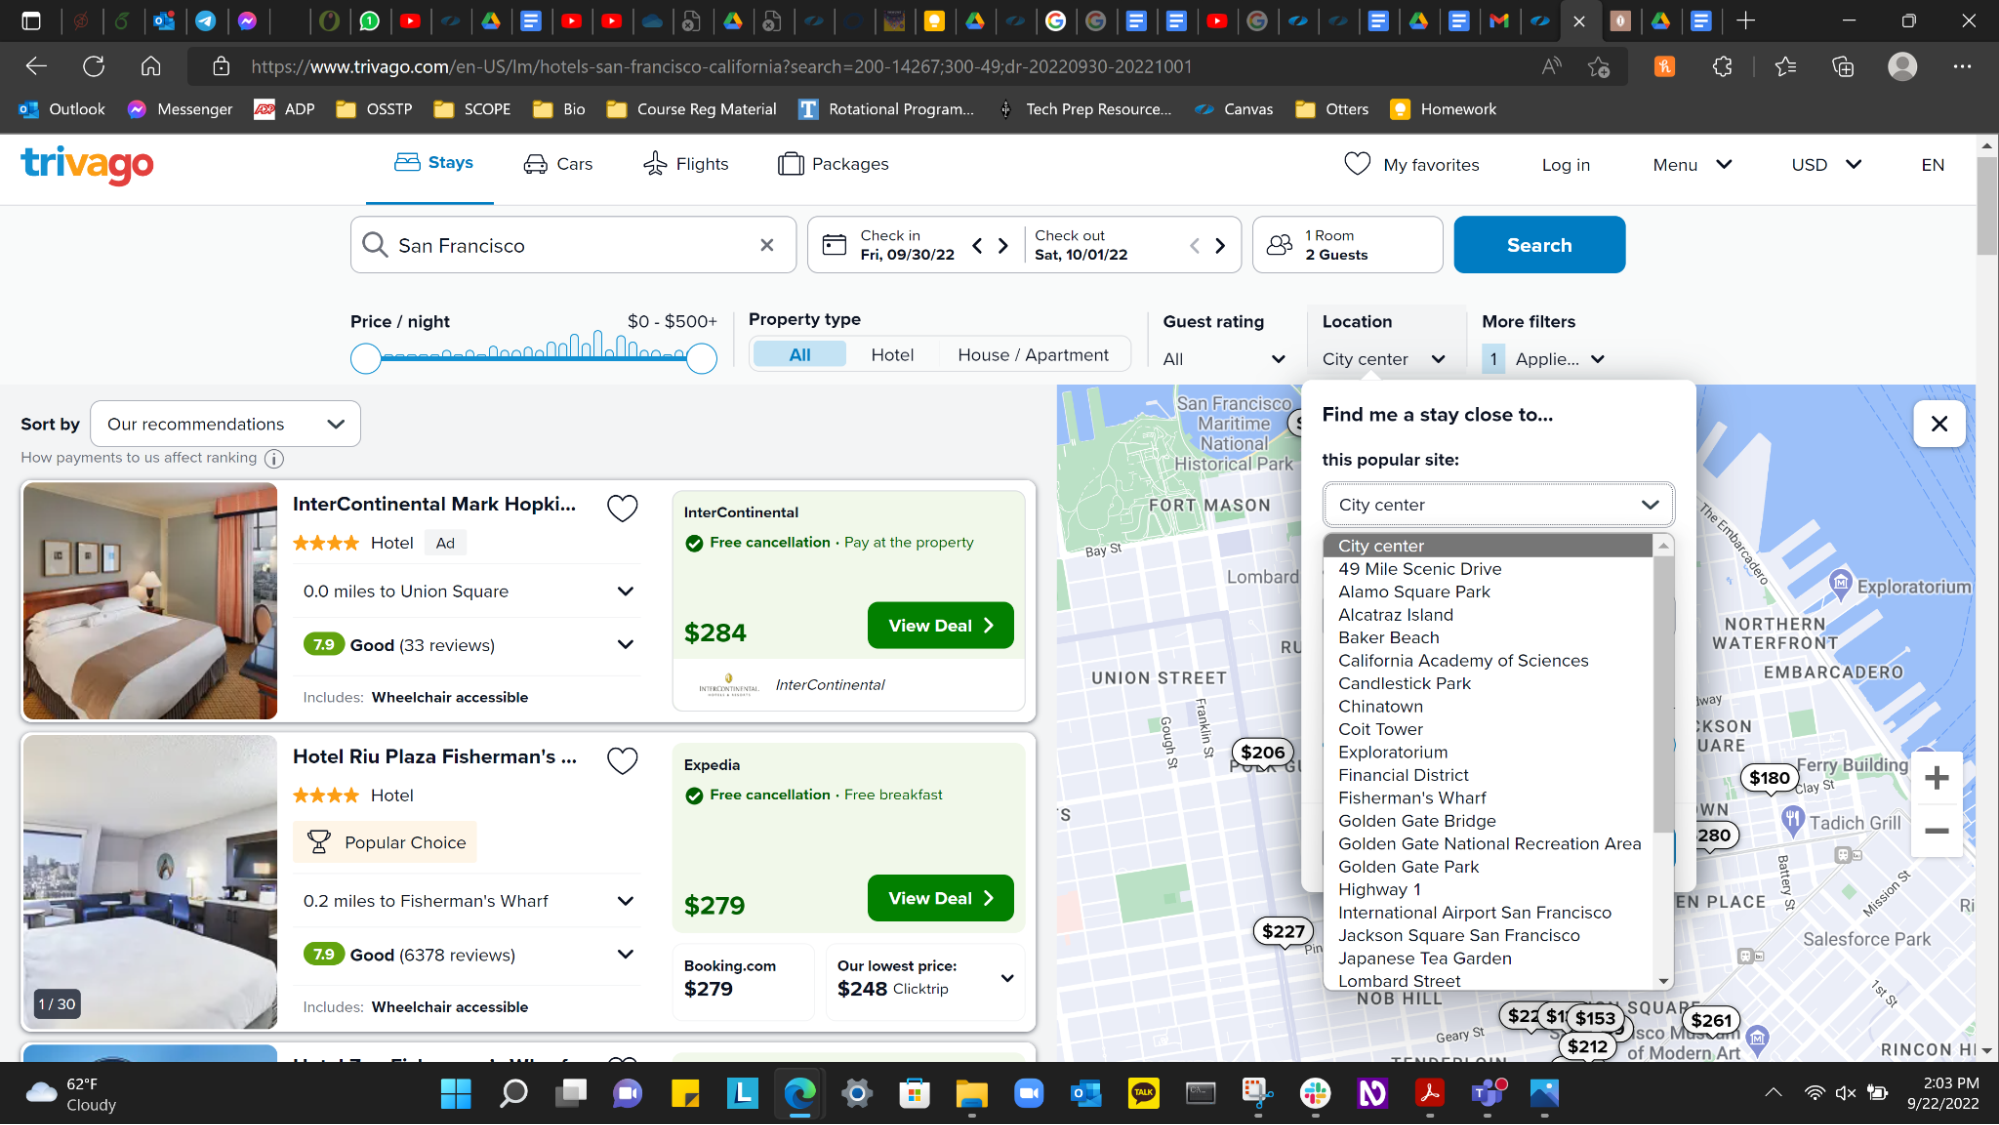 https://www.trivago.com/en-US/lm/hotels-san-francisco-california?search=200-14267;300-49;dr-20220930-20221001
Outlook
Messenger
ADP
OSSTP
SCOPE
Bio
Course Reg Material
Rotational Program...
Tech Prep Resource...
Canvas
Otters
Homework
trivago
Stays
Cars
Flights
Packages
My favorites
Log in
Menu
USD
EN
San Francisco
Check in
Fri, 09/30/22
Check out
Sat, 10/01/22
1 Room
2 Guests
Search
Price / night
$0 - $500+
Property type
All
Hotel
House / Apartment
Guest rating
All
Location
City center
More filters
1 Applie...
Sort by
Our recommendations
How payments to us affect ranking
InterContinental Mark Hopki...
Hotel
Ad
0.0 miles to Union Square
7.9 Good (33 reviews)
Includes: Wheelchair accessible
InterContinental
Free cancellation · Pay at the property
$284
View Deal
INTERCONTINENTAL
InterContinental
Hotel Riu Plaza Fisherman's ...
Hotel
Popular Choice
0.2 miles to Fisherman's Wharf
7.9 Good (6378 reviews)
Includes: Wheelchair accessible
1 / 30
Expedia
Free cancellation · Free breakfast
$279
View Deal
Booking.com
$279
Our lowest price:
$248 Clicktrip
Find me a stay close to...
this popular site:
City center
City center
49 Mile Scenic Drive
Alamo Square Park
Alcatraz Island
Baker Beach
California Academy of Sciences
Candlestick Park
Chinatown
Coit Tower
Exploratorium
Financial District
Fisherman's Wharf
Golden Gate Bridge
Golden Gate National Recreation Area
Golden Gate Park
Highway 1
International Airport San Francisco
Jackson Square San Francisco
Japanese Tea Garden
Lombard Street
San Francisco
Maritime
National
Historical Park
FORT MASON
Bay St
Lombard
UNION STREET
Franklin St
Gough St
$206
$227
The Embarcadero
Exploratorium
NORTHERN
WATERFRONT
EMBARCADERO
$180
Ferry Building
Clay St
280
Tadich Grill
Battery St
Mission St
EN PLACE
Salesforce Park
1st St
NOB HILL
Geary St
$153
$212
$261
of Modern Art
RINCON HI
62°F
Cloudy
TALK
2:03 PM
9/22/2022